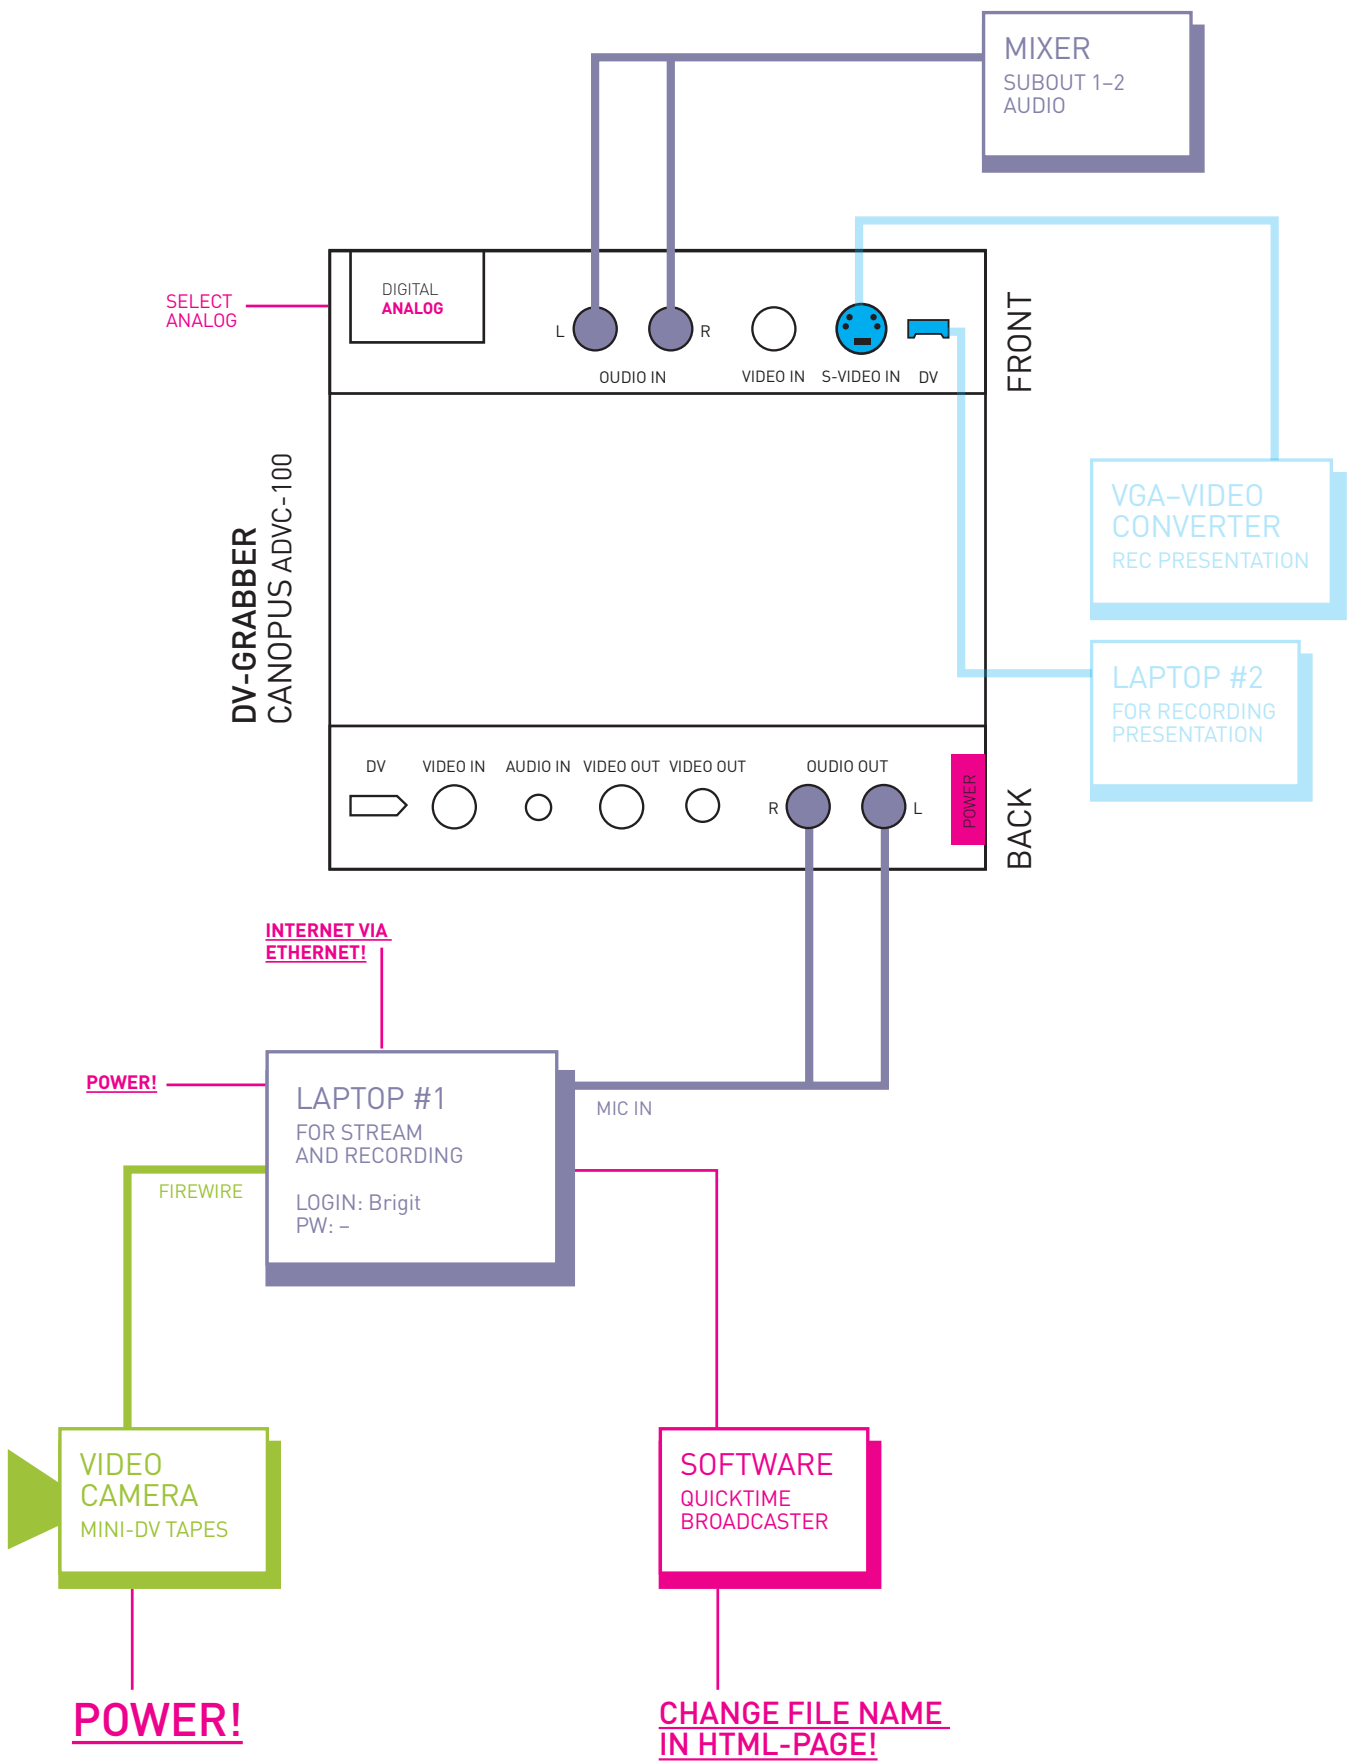 MIXER
SUBOUT 1–2
AUDIO
SELECT
ANALOG
DIGITAL
ANALOG
L
R
OUDIO IN
VIDEO IN
S-VIDEO IN
DV
FRONT
DV-GRABBER
CANOPUS ADVC-100
VGA–VIDEO
CONVERTER
REC PRESENTATION
LAPTOP #2
FOR RECORDING
PRESENTATION
DV
VIDEO IN
AUDIO IN
VIDEO OUT
VIDEO OUT
OUDIO OUT
R
L
POWER
BACK
INTERNET VIA
ETHERNET!
POWER!
LAPTOP #1
FOR STREAM
AND RECORDING
LOGIN: Brigit
PW: –
MIC IN
FIREWIRE
VIDEO
CAMERA
MINI-DV TAPES
SOFTWARE
QUICKTIME
BROADCASTER
POWER!
CHANGE FILE NAME
IN HTML-PAGE!